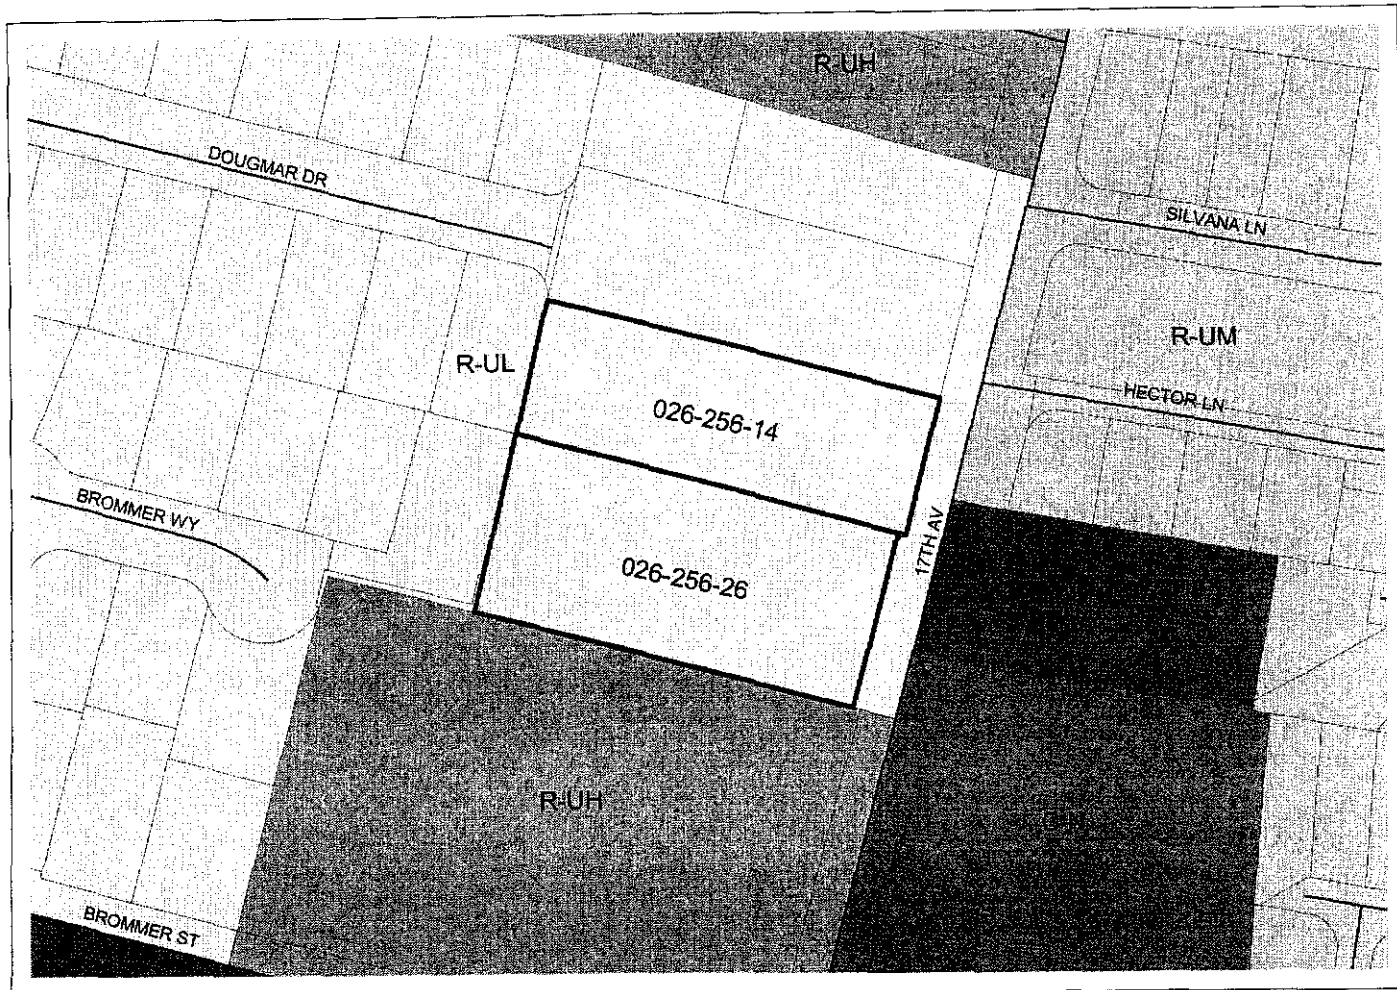 R-UH
DOUGMAR DR
SILVANA LN
R-UM
R-UL
HECTOR LN
026-256-14
BROMMER WY
17TH AV
026-256-26
R-UH
BROMMER ST